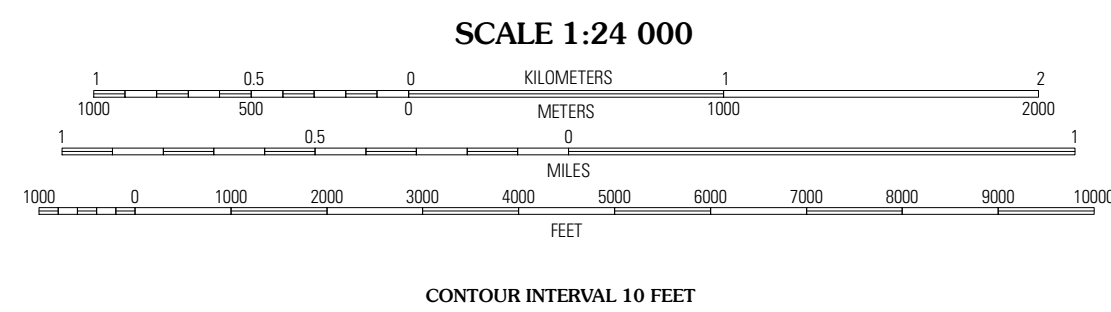 SCALE 1:24 000
1 0.5 0 KILOMETERS 1 2
1000 500 0 METERS 1000 2000
1 0.5 0 1
MILES
1000 0 1000 2000 3000 4000 5000 6000 7000 8000 9000 10000
FEET
CONTOUR INTERVAL 10 FEET